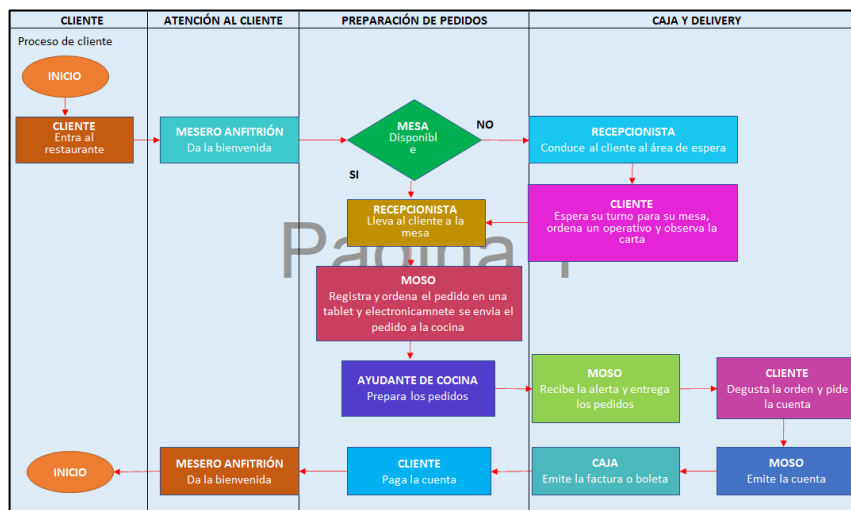 CLIENTE
ATENCIÓN AL CLIENTE
PREPARACIÓN DE PEDIDOS
CAJA Y DELIVERY
Proceso de cliente
INICIO
CLIENTE
Entra al
restaurante
MESERO ANFITRIÓN
Da la bienvenida
MESA
Disponibl
e
NO
SI
RECEPCIONISTA
Conduce al cliente al área de espera
CLIENTE
Espera su turno para su mesa,
ordena un operativo y observa la
carta
RECEPCIONISTA
Lleva al cliente a la
mesa
Página 1
MOSO
Registra y ordena el pedido en una
tablet y electronicamnete se envia el
pedido a la cocina
AYUDANTE DE COCINA
Prepara los pedidos
MOSO
Recibe la alerta y entrega
los pedidos
CLIENTE
Degusta la orden y pide
la cuenta
MOSO
Emite la cuenta
CAJA
Emite la factura o boleta
CLIENTE
Paga la cuenta
MESERO ANFITRIÓN
Da la bienvenida
INICIO